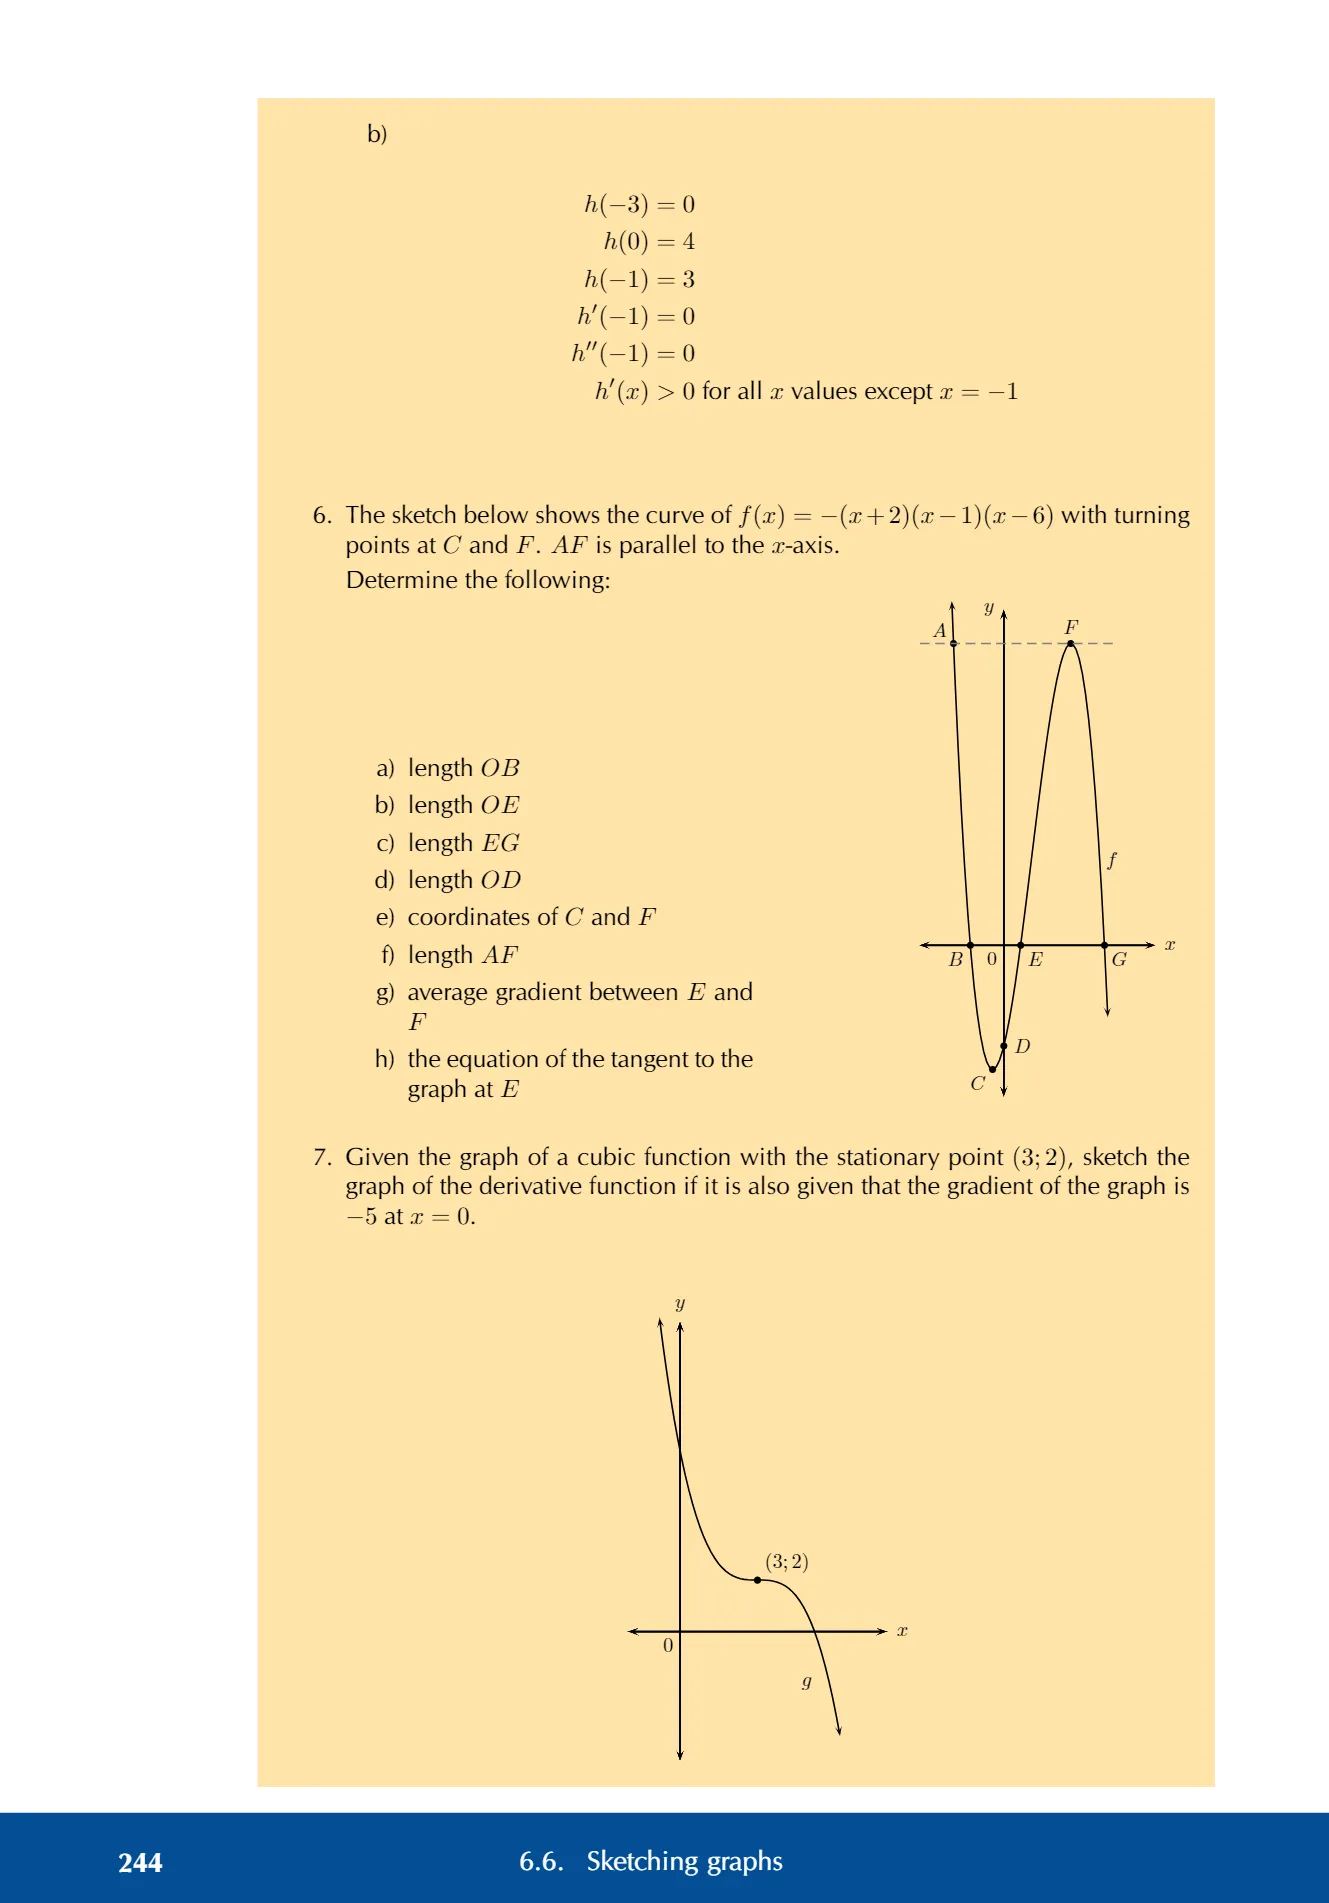 b)
h(−3) = 0
h(0) = 4
h(−1) = 3
h′(−1) = 0
h′′(−1) = 0
h′(x) > 0 for all x values except x = −1
6. The sketch below shows the curve of f(x) = −(x+2)(x−1)(x−6) with turning
points at C and F. AF is parallel to the x-axis.
Determine the following:
y
A
F
f
x
B
0
E
G
D
C
a) length OB
b) length OE
c) length EG
d) length OD
e) coordinates of C and F
f) length AF
g) average gradient between E and
F
h) the equation of the tangent to the
graph at E
7. Given the graph of a cubic function with the stationary point (3; 2), sketch the
graph of the derivative function if it is also given that the gradient of the graph is
−5 at x = 0.
y
(3; 2)
x
0
g
244 6.6. Sketching graphs